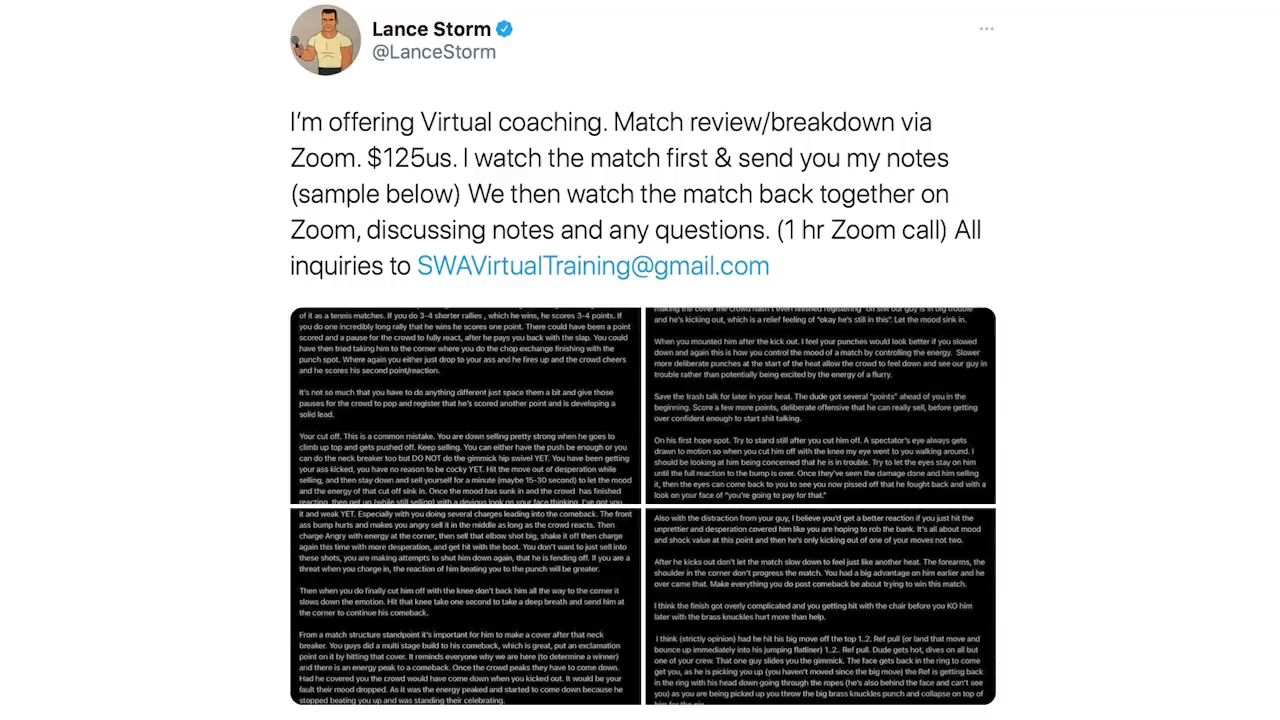 Lance Storm
@LanceStorm
I'm offering Virtual coaching. Match review/breakdown via
Zoom. $125us. I watch the match first & send you my notes
(sample below) We then watch the match back together on
Zoom, discussing notes and any questions. (1 hr Zoom call) All
inquiries to SWAVirtualTraining@gmail.com
of it as a tennis matches. If you do 3-4 shorter rallies , which he wins, he scores 3-4 points. If
you do one incredibly long rally that he wins he scores one point. There could have been a point
scored and a pause for the crowd to fully react, after he pays you back with the slap. You could
have then tried taking him to the corner where you do the chop exchange finishing with the
punch spot. Where again you either just drop to your ass and he fires up and the crowd cheers
and he scores his second point/reaction.
It's not so much that you have to do anything different just space them a bit and give those
pauses for the crowd to pop and register that he's scored another point and is developing a
solid lead.
Your cut off. This is a common mistake. You are down selling pretty strong when he goes to
climb up top and gets pushed off. Keep selling. You can either have the push be enough or you
can do the neck breaker too but DO NOT do the gimmick hip swivel YET. You have been getting
your ass kicked, you have no reason to be cocky YET. Hit the move out of desperation while
selling, and then stay down and sell yourself for a minute (maybe 15-30 second) to let the mood
and the energy of that cut off sink in. Once the mood has sunk in and the crowd has finished
reacting, then get up (while still selling) with a devious look on your face thinking, I've got you
making the cover the crowd hasn't even finished registering "oh shit our guy is in big trouble"
and he's kicking out, which is a relief feeling of "okay he's still in this". Let the mood sink in.
When you mounted him after the kick out. I feel your punches would look better if you slowed
down and again this is how you control the mood of a match by controlling the energy. Slower
more deliberate punches at the start of the heat allow the crowd to feel down and see our guy in
trouble rather than potentially being excited by the energy of a flurry.
Save the trash talk for later in your heat. The dude got several "points" ahead of you in the
beginning. Score a few more points, deliberate offensive that he can really sell, before getting
over confident enough to start shit talking.
On his first hope spot. Try to stand still after you cut him off. A spectator's eye always gets
drawn to motion so when you cut him off with the knee my eye went to you walking around. I
should be looking at him being concerned that he is in trouble. Try to let the eyes stay on him
until the full reaction to the bump is over. Once they've seen the damage done and him selling
it, then the eyes can come back to you to see you now pissed off that he fought back and with a
look on your face of "you're going to pay for that."
it and weak YET. Especially with you doing several charges leading into the comeback. The front
ass bump hurts and makes you angry sell it in the middle as long as the crowd reacts. Then
charge Angry with energy at the corner, then sell that elbow shot big, shake it off then charge
again this time with more desperation, and get hit with the boot. You don't want to just sell into
these shots, you are making attempts to shut him down again, that he is fending off. If you are a
threat when you charge in, the reaction of him beating you to the punch will be greater.
Then when you do finally cut him off with the knee don't back him all the way to the corner it
slows down the emotion. Hit that knee take one second to take a deep breath and send him at
the corner to continue his comeback.
From a match structure standpoint it's important for him to make a cover after that neck
breaker. You guys did a multi stage build to his comeback, which is great, put an exclamation
point on it by hitting that cover. It reminds everyone why we are here (to determine a winner)
and there is an energy peak to a comeback. Once the crowd peaks they have to come down.
Had he covered you the crowd would have come down when you kicked out. It would be your
fault their mood dropped. As it was the energy peaked and started to come down because he
stopped beating you up and was standing their celebrating.
Also with the distraction from your guy, I believe you'd get a better reaction if you just hit the
unprettier and desperation covered him like you are hoping to rob the bank. It's all about mood
and shock value at this point and then he's only kicking out of one of your moves not two.
After he kicks out don't let the match slow down to feel just like another heat. The forearms, the
shoulder in the corner don't progress the match. You had a big advantage on him earlier and he
over came that. Make everything you do post comeback be about trying to win this match.
I think the finish got overly complicated and you getting hit with the chair before you KO him
later with the brass knuckles hurt more than help.
I think (strictly opinion) had he hit his big move off the top 1..2. Ref pull (or land that move and
bounce up immediately into his jumping flatliner) 1..2.. Ref pull. Dude gets hot, dives on all but
one of your crew. That one guy slides you the gimmick. The face gets back in the ring to come
get you, as he is picking you up (you haven't moved since the big move) the Ref is getting back
in the ring with his head down going through the ropes (he's also behind the face and can't see
you) as you are being picked up you throw the big brass knuckles punch and collapse on top of
him for the pin